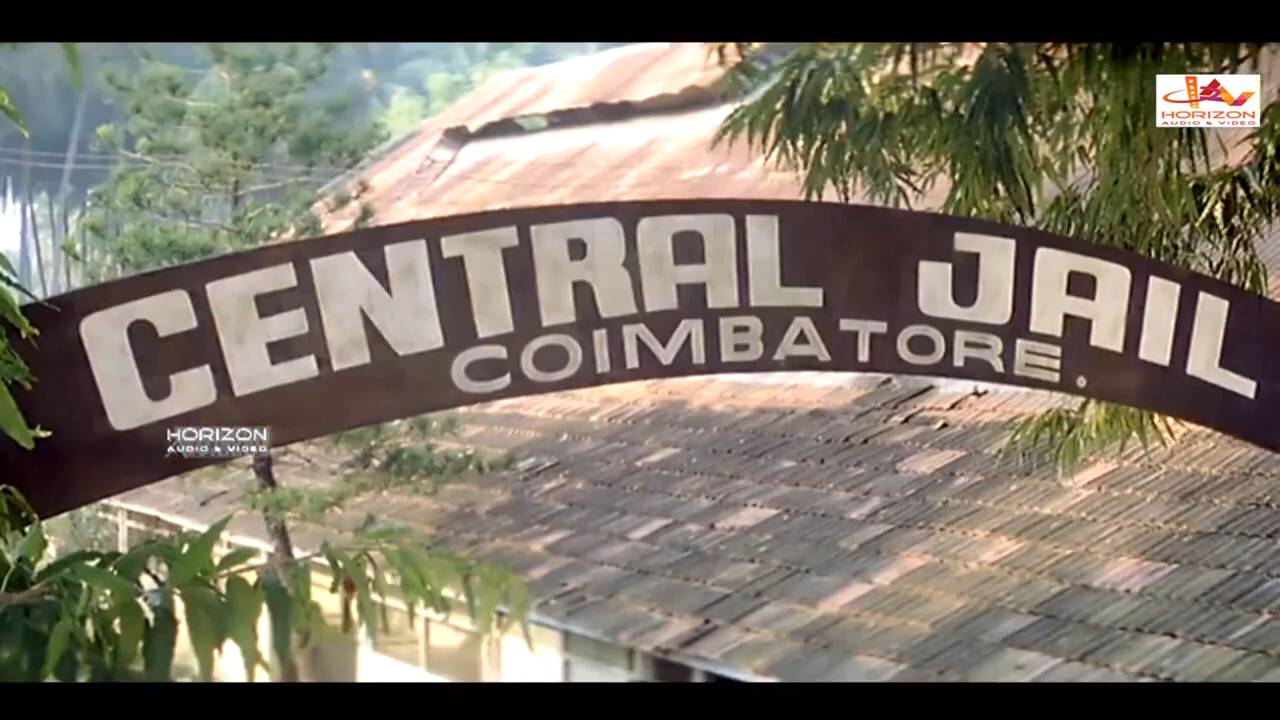 HORIZON
AUDIO & VIDEO
CENTRAL JAIL
COIMBATORE.
HORIZON
AUDIO & VIDEO